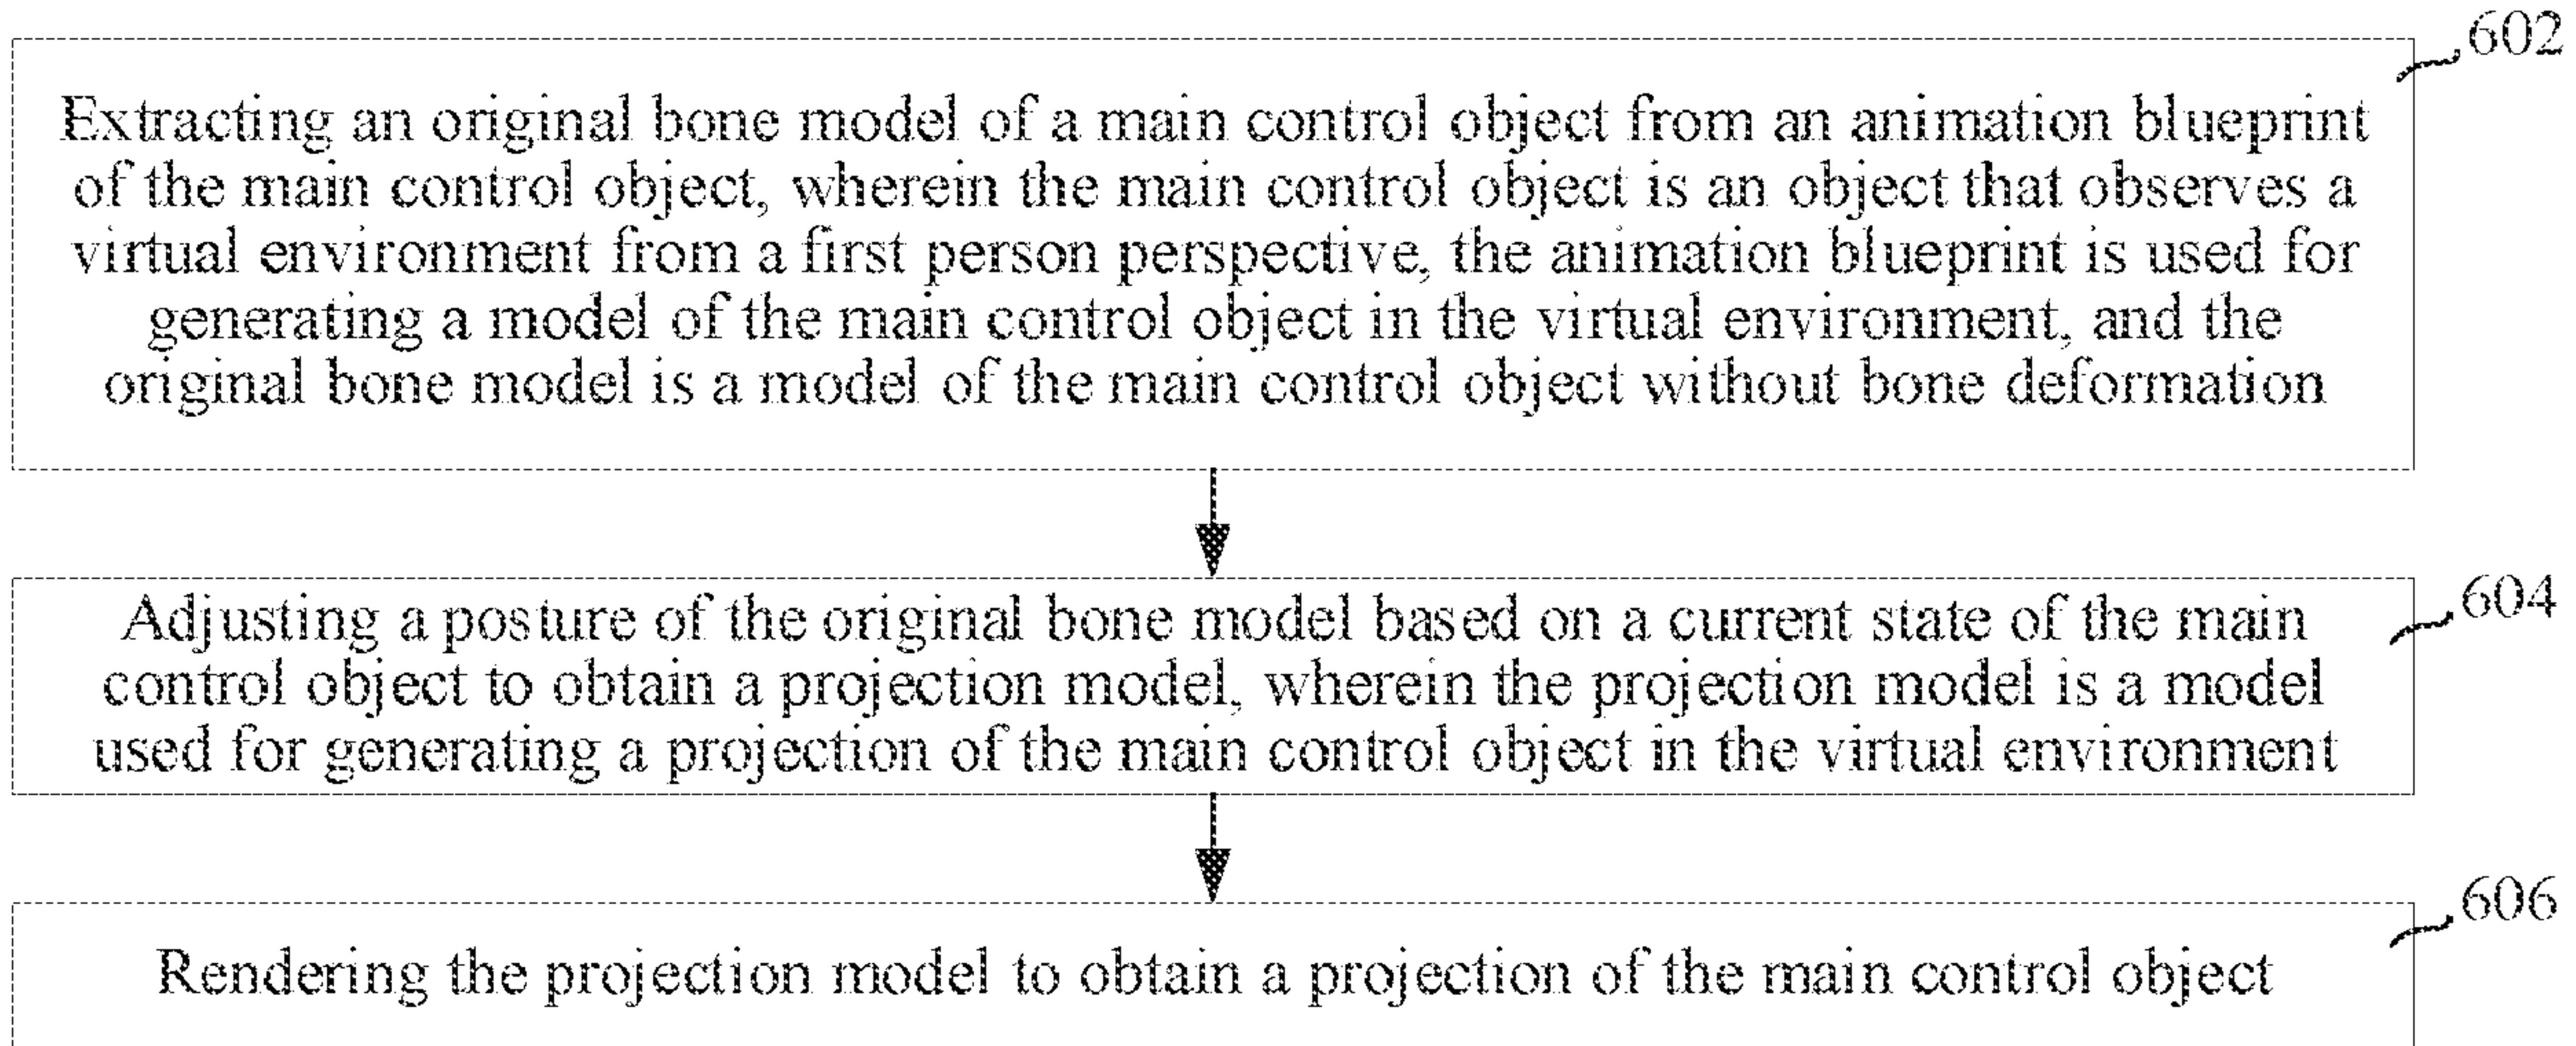 602
Extracting an original bone model of a main control object from an animation blueprint
of the main control object, wherein the main control object is an object that observes a
virtual environment from a first person perspective, the animation blueprint is used for
generating a model of the main control object in the virtual environment, and the
original bone model is a model of the main control object without bone deformation
604
Adjusting a posture of the original bone model based on a current state of the main
control object to obtain a projection model, wherein the projection model is a model
used for generating a projection of the main control object in the virtual environment
606
Rendering the projection model to obtain a projection of the main control object